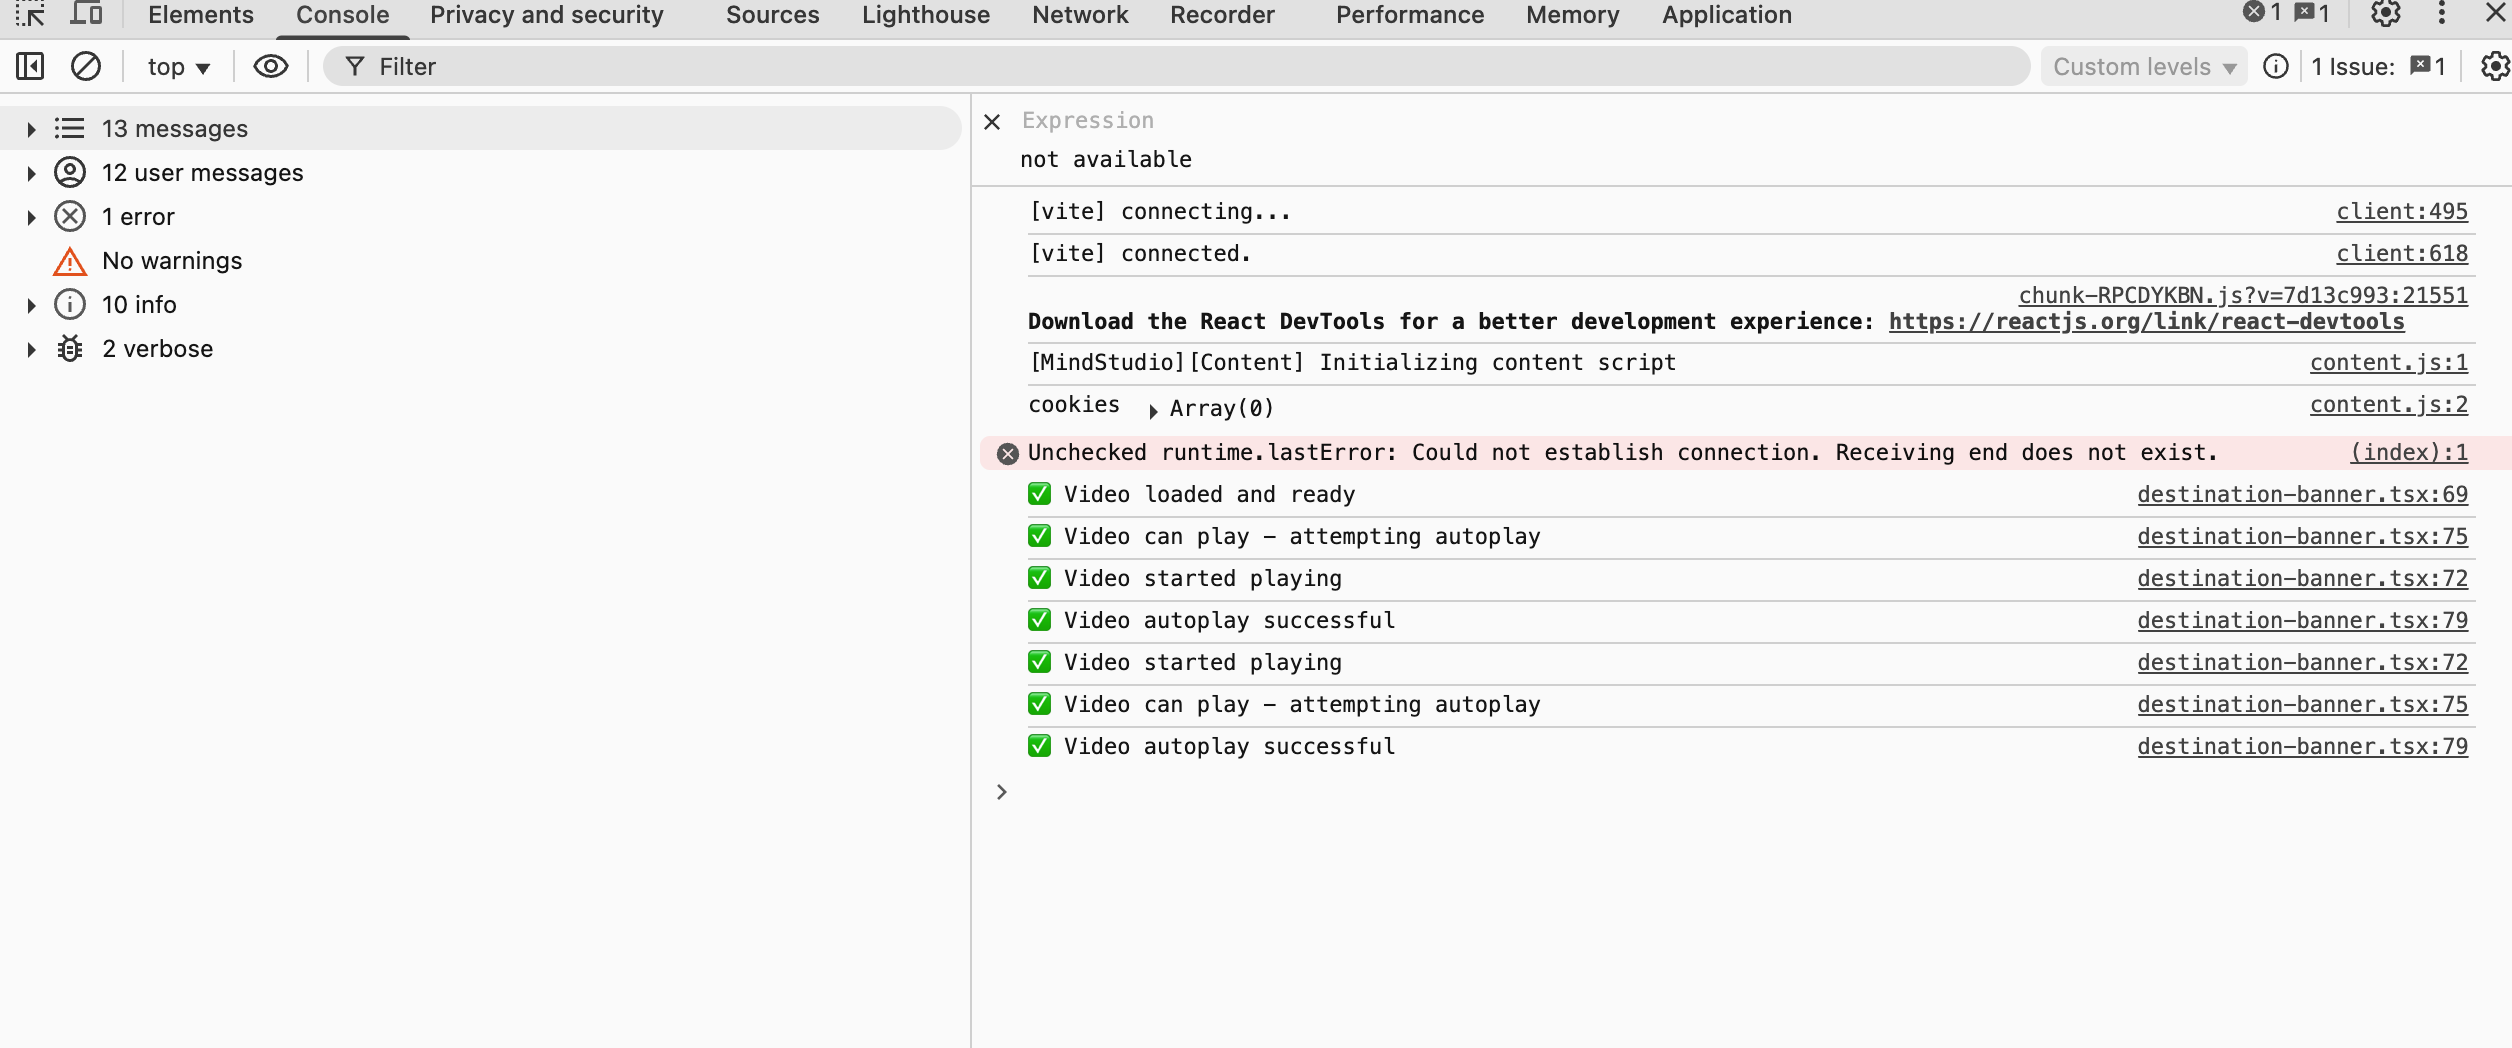 Elements Console Privacy and security Sources Lighthouse Network Recorder Performance Memory Application 1 1
top Filter Custom levels 1 Issue: 1
13 messages
12 user messages
1 error
No warnings
10 info
2 verbose
Expression
not available
[vite] connecting... client:495
[vite] connected. client:618
chunk-RPCDYKBN.js?v=7d13c993:21551
Download the React DevTools for a better development experience: https://reactjs.org/link/react-devtools
[MindStudio][Content] Initializing content script content.js:1
cookies Array(0) content.js:2
Unchecked runtime.lastError: Could not establish connection. Receiving end does not exist. (index):1
✅ Video loaded and ready destination-banner.tsx:69
✅ Video can play – attempting autoplay destination-banner.tsx:75
✅ Video started playing destination-banner.tsx:72
✅ Video autoplay successful destination-banner.tsx:79
✅ Video started playing destination-banner.tsx:72
✅ Video can play – attempting autoplay destination-banner.tsx:75
✅ Video autoplay successful destination-banner.tsx:79